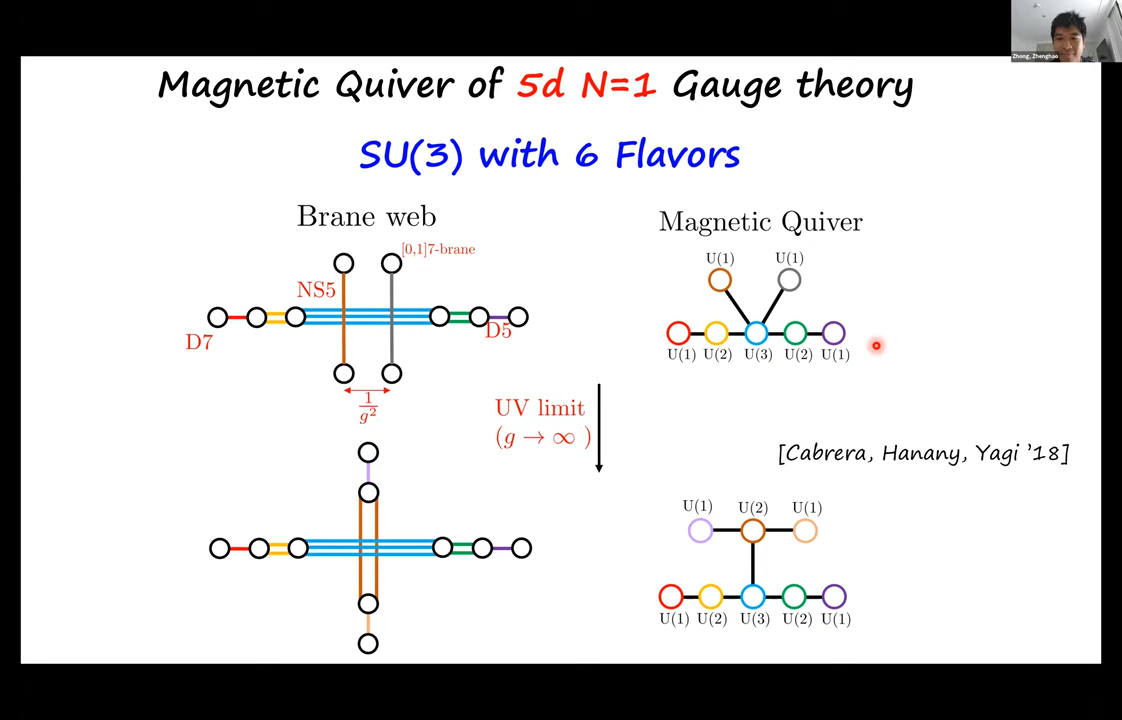 Zhong, Zhenghao
Magnetic Quiver of 5d N=1 Gauge theory
SU(3) with 6 Flavors
Brane web
Magnetic Quiver
[0,1]7-brane
NS5
D7
D5
1/g²
U(1) U(1)
U(1) U(2) U(3) U(2) U(1)
UV limit
(g → ∞ )
[Cabrera, Hanany, Yagi '18]
U(1) U(2) U(1)
U(1) U(2) U(3) U(2) U(1)